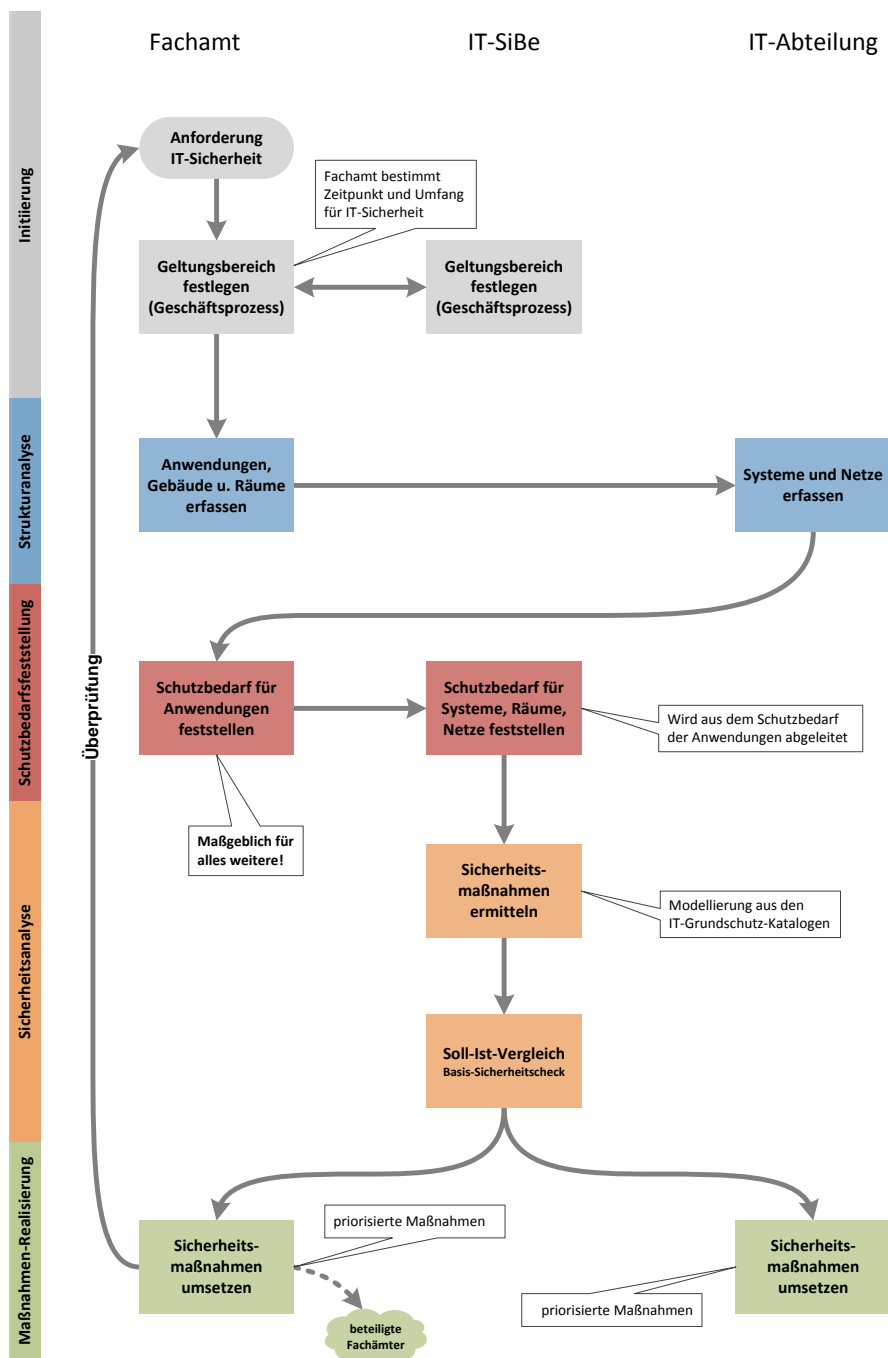 Fachamt
IT-SiBe
IT-Abteilung
Initiierung
Anforderung
IT-Sicherheit
Fachamt bestimmt
Zeitpunkt und Umfang
für IT-Sicherheit
Geltungsbereich
festlegen
(Geschäftsprozess)
Geltungsbereich
festlegen
(Geschäftsprozess)
Strukturanalyse
Anwendungen,
Gebäude u. Räume
erfassen
Systeme und Netze
erfassen
Überprüfung
Schutzbedarfsfeststellung
Schutzbedarf für
Anwendungen
feststellen
Schutzbedarf für
Systeme, Räume,
Netze feststellen
Wird aus dem Schutzbedarf
der Anwendungen abgeleitet
Maßgeblich für
alles weitere!
Sicherheitsanalyse
Sicherheits-
maßnahmen
ermitteln
Modellierung aus den
IT-Grundschutz-Katalogen
Soll-Ist-Vergleich
Basis-Sicherheitscheck
Maßnahmen-Realisierung
Sicherheits-
maßnahmen
umsetzen
priorisierte Maßnahmen
beteiligte
Fachämter
Sicherheits-
maßnahmen
umsetzen
priorisierte Maßnahmen